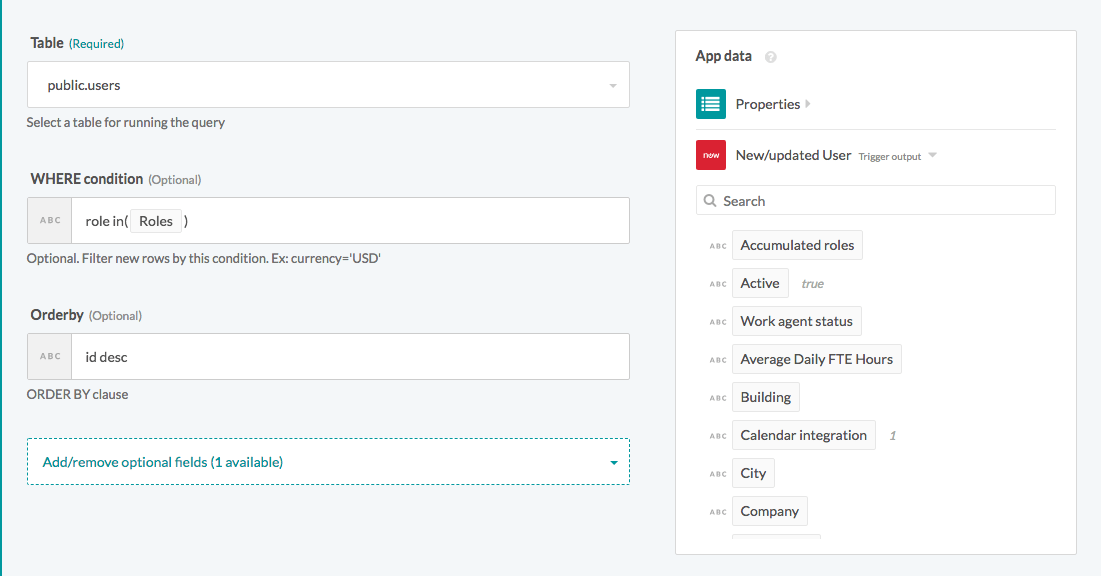 Table (Required)
public.users
Select a table for running the query
WHERE condition (Optional)
ABC role in( Roles )
Optional. Filter new rows by this condition. Ex: currency='USD'
Orderby (Optional)
ABC id desc
ORDER BY clause
Add/remove optional fields (1 available)
App data ?
Properties
now New/updated User Trigger output
Search
ABC Accumulated roles
ABC Active true
ABC Work agent status
ABC Average Daily FTE Hours
ABC Building
ABC Calendar integration 1
ABC City
ABC Company